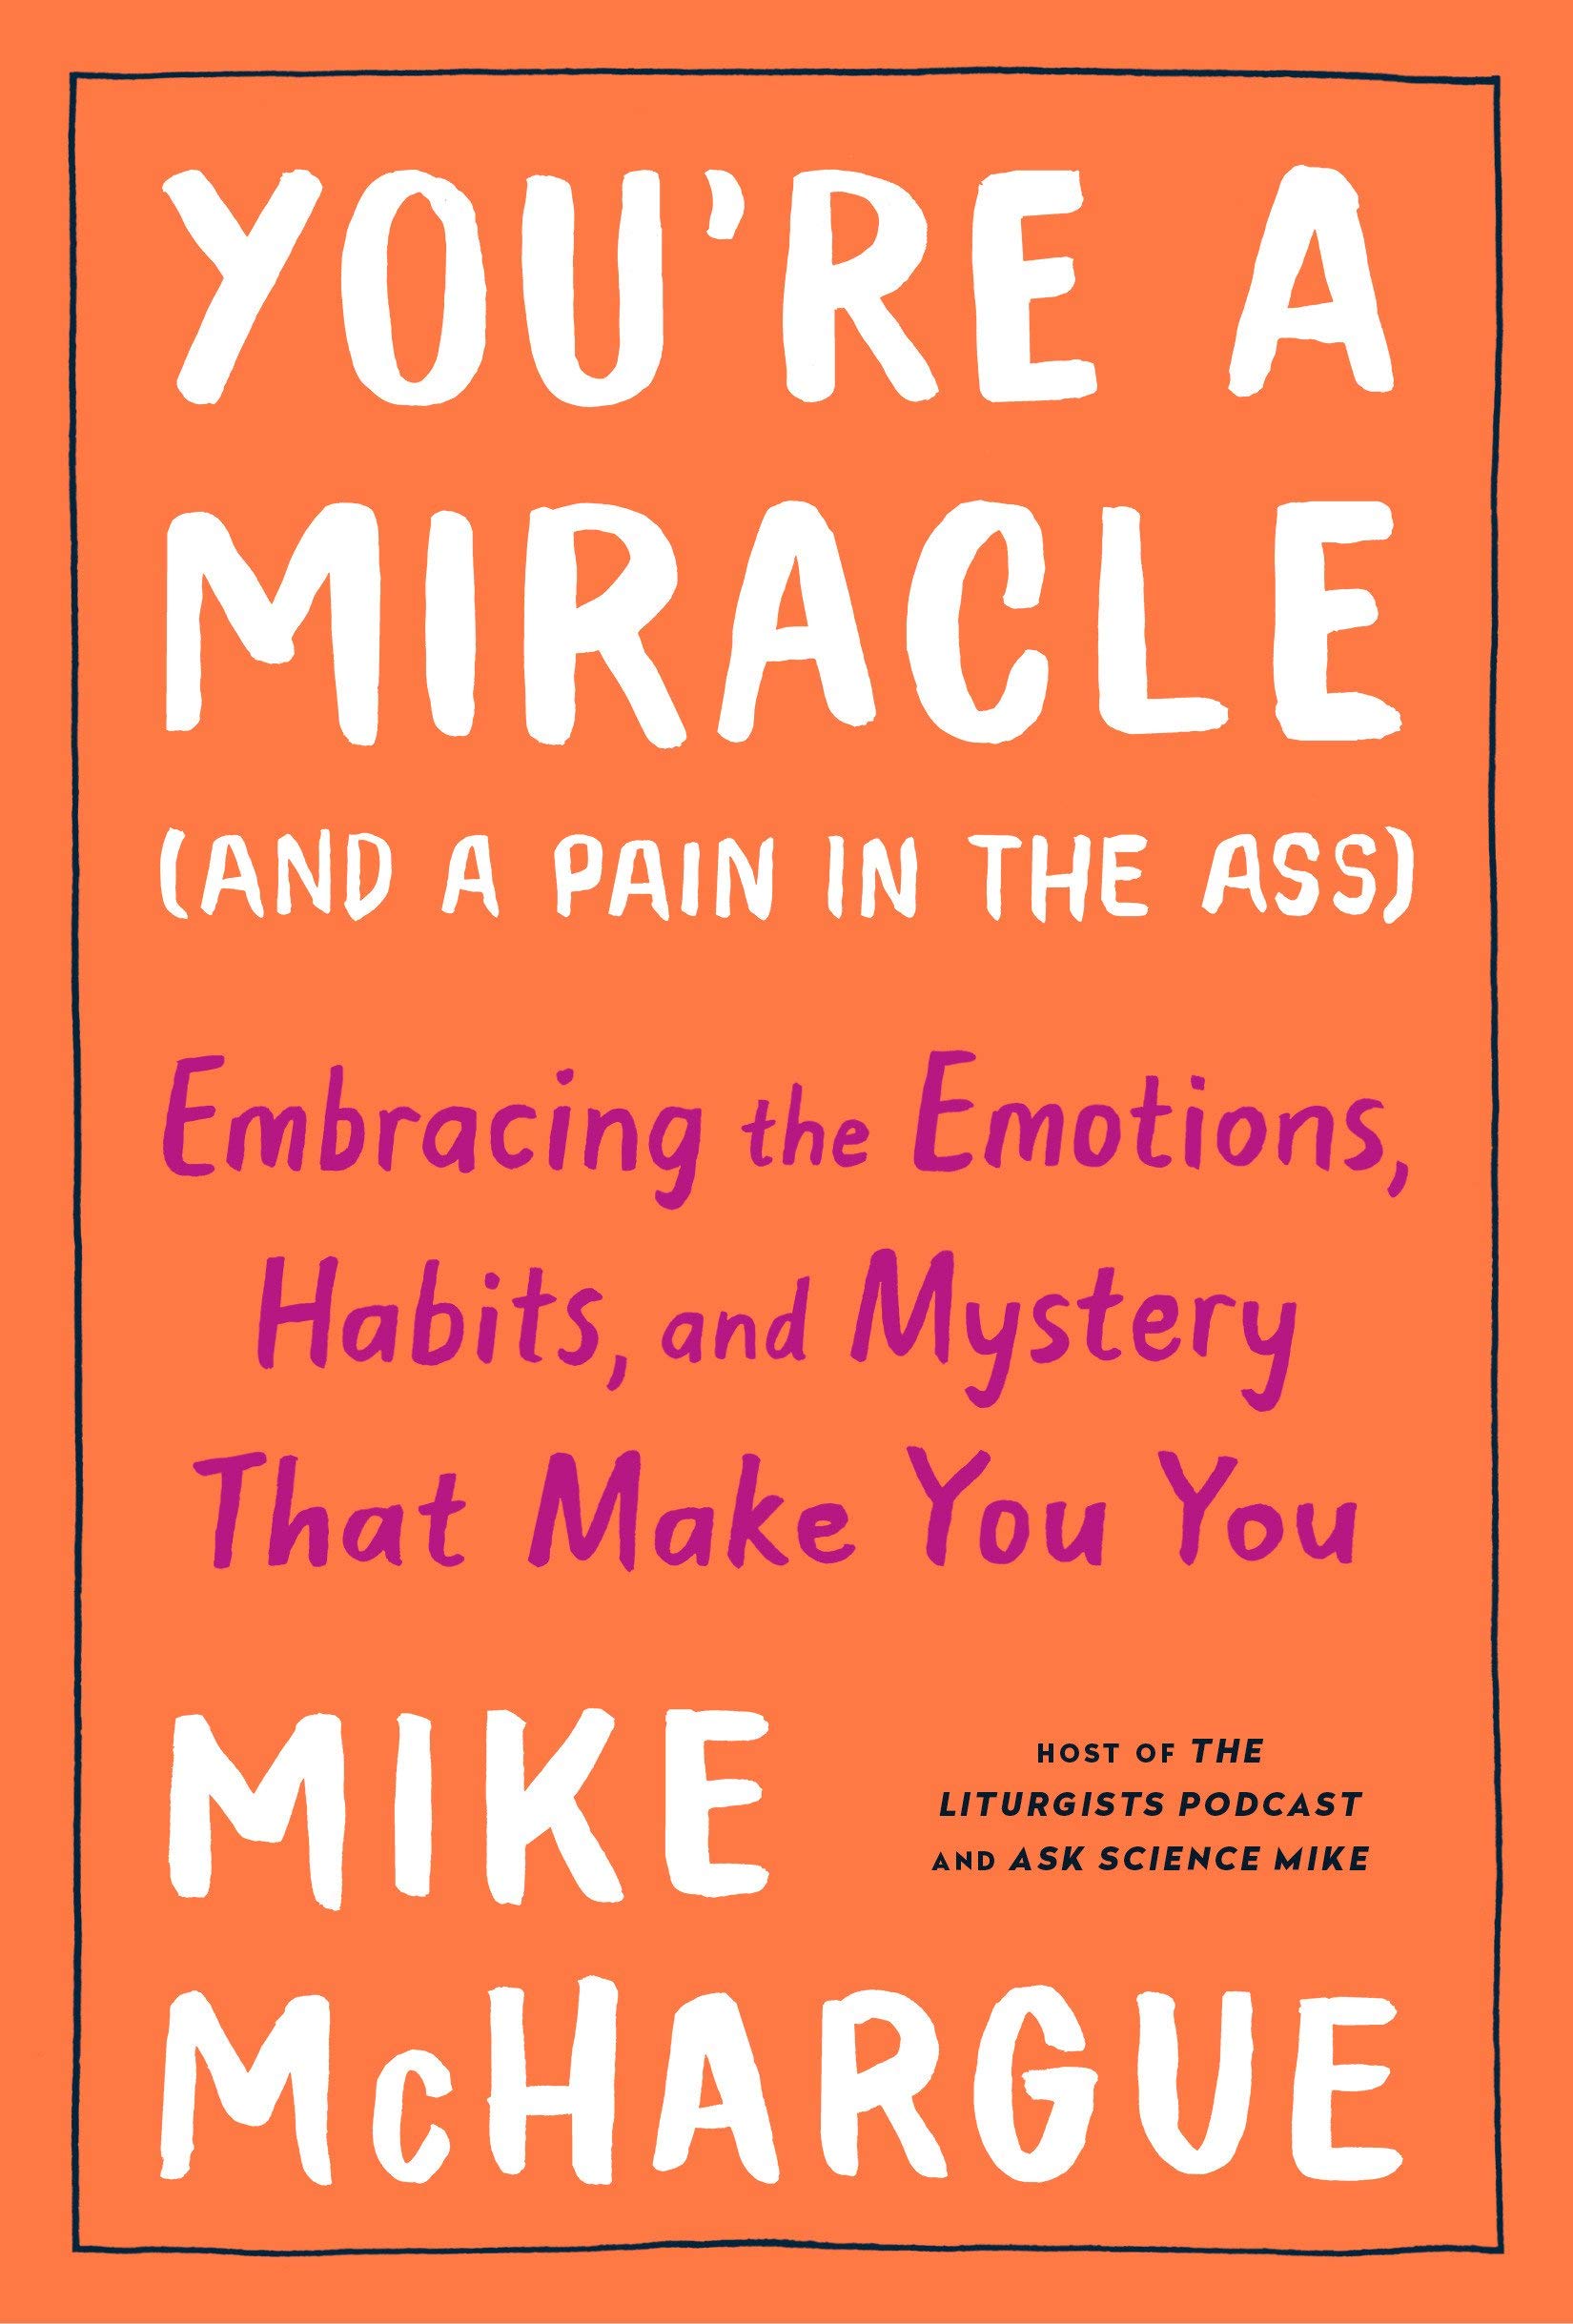 YOU'RE A
MIRACLE
(AND A PAIN IN THE ASS)
Embracing the Emotions,
Habits, and Mystery
That Make You You
MIKE
HOST OF THE
LITURGISTS PODCAST
AND ASK SCIENCE MIKE
McHARGUE